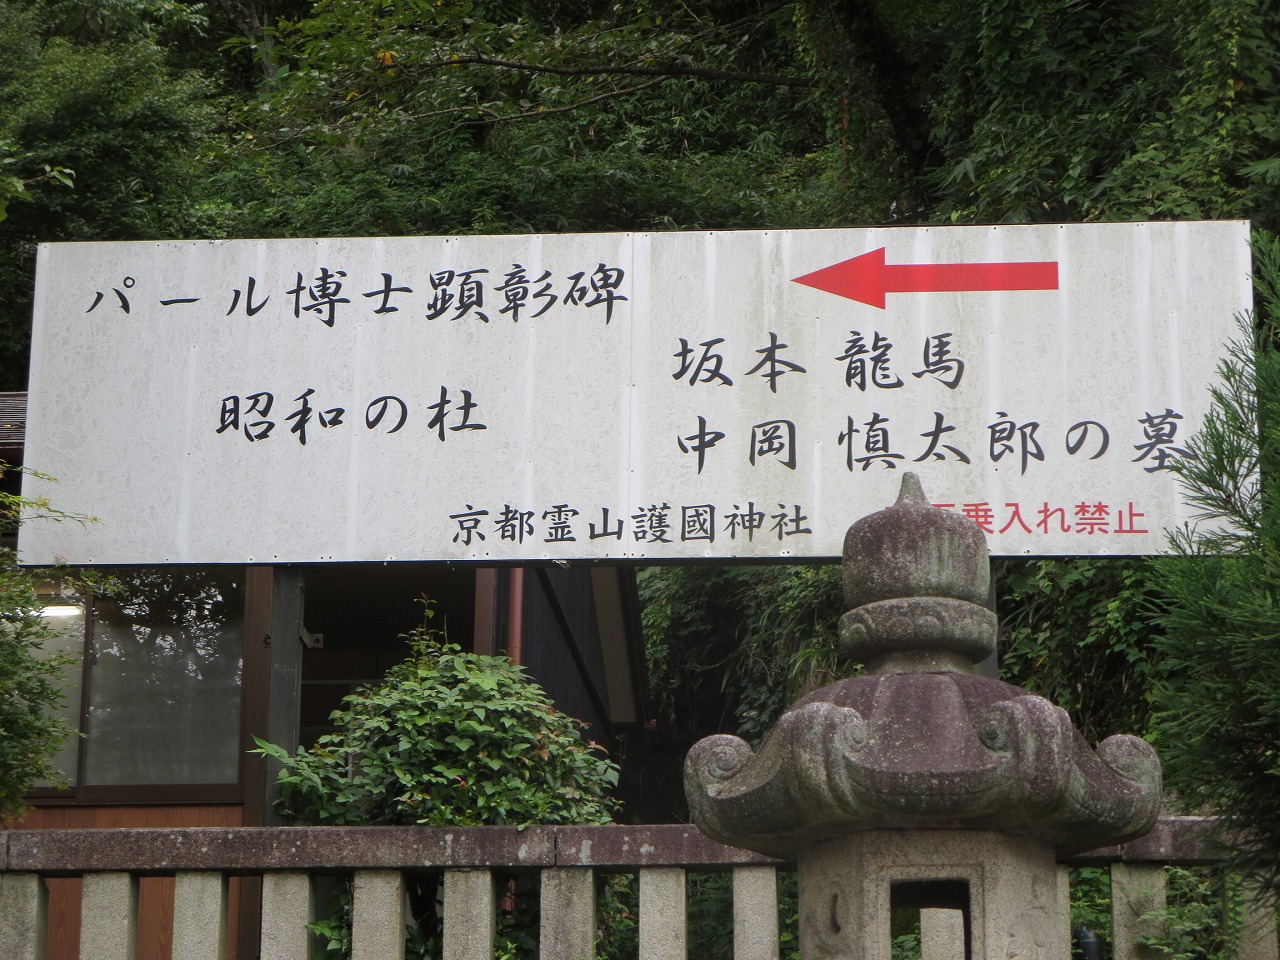 パール博士顕彰碑
昭和の杜
坂本 龍馬
中岡 慎太郎の墓
京都霊山護國神社
乗入れ禁止